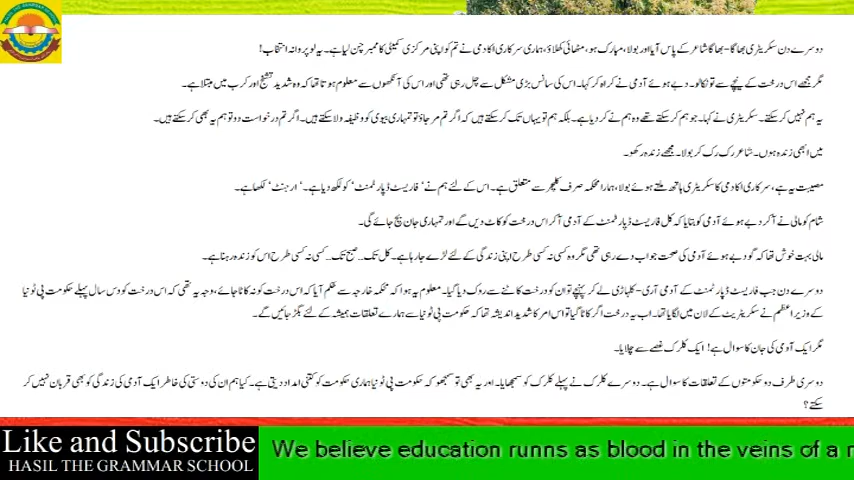 دوسرے دن سکریٹری بھاگا-بھاگا شاعر کے پاس آیا اور بولا، مبارک ہو، مٹھائی کھلاؤ، ہماری سرکاری اکادمی نے تم کو اپنی مرکزی کمیٹی کا ممبر چن لیا ہے۔ یہ لو پروانہ انتخاب!
مگر مجھے اس درخت کے نیچے سے تو نکالو۔ دبے ہوئے آدمی نے کراہ کر کہا۔ اس کی سانس بڑی مشکل سے چل رہی تھی اور اس کی آنکھوں سے معلوم ہوتا تھا کہ وہ شدید تشنج اور کرب میں مبتلا ہے۔
یہ ہم نہیں کر سکتے۔ سکریٹری نے کہا۔ جو ہم کر سکتے تھے وہ ہم نے کر دیا ہے۔ بلکہ ہم تو یہاں تک کر سکتے ہیں کہ اگر تم مر جاؤ تو تمہاری بیوی کو وظیفہ دلا سکتے ہیں۔ اگر تم درخواست دو تو ہم یہ بھی کر سکتے ہیں۔
میں ابھی زندہ ہوں۔ شاعر رک رک کر بولا۔ مجھے زندہ رکھو۔
مصیبت یہ ہے، سرکاری اکادمی کا سکریٹری ہاتھ ملتے ہوئے بولا، ہمارا محکمہ صرف کلچر سے متعلق ہے۔ اس کے لئے ہم نے ‘فاریسٹ ڈپارٹمنٹ’ کو لکھ دیا ہے۔ ‘ارجنٹ’ لکھا ہے۔
شام کو مالی نے آ کر دبے ہوئے آدمی کو بتایا کہ کل فاریسٹ ڈپارٹمنٹ کے آدمی آ کر اس درخت کو کاٹ دیں گے اور تمہاری جان بچ جائے گی۔
مالی بہت خوش تھا کہ گو دبے ہوئے آدمی کی صحت جواب دے رہی تھی مگر وہ کسی نہ کسی طرح اپنی زندگی کے لئے لڑے جا رہا ہے۔ کل تک... صبح تک... کسی نہ کسی طرح اس کو زندہ رہنا ہے۔
دوسرے دن جب فاریسٹ ڈپارٹمنٹ کے آدمی آری-کلہاڑی لے کر پہنچے تو ان کو درخت کاٹنے سے روک دیا گیا۔ معلوم یہ ہوا کہ محکمہ خارجہ سے حکم آیا کہ اس درخت کو نہ کاٹا جائے، وجہ یہ تھی کہ اس درخت کو دس سال پہلے حکومت پی ٹونیا
کے وزیر اعظم نے سکریٹریٹ کے لان میں لگایا تھا۔ اب یہ درخت اگر کاٹا گیا تو اس امر کا شدید اندیشہ تھا کہ حکومت پی ٹونیا سے ہمارے تعلقات ہمیشہ کے لئے بگڑ جائیں گے۔
مگر ایک آدمی کی جان کا سوال ہے! ایک کلرک غصے سے چلایا۔
دوسری طرف دو حکومتوں کے تعلقات کا سوال ہے۔ دوسرے کلرک نے پہلے کلرک کو سمجھایا۔ اور یہ بھی تو سمجھو کہ حکومت پی ٹونیا ہماری حکومت کو کتنی امداد دیتی ہے۔ کیا ہم ان کی دوستی کی خاطر ایک آدمی کی زندگی کو بھی قربان نہیں کر
سکتے؟
Like and Subscribe
HASIL THE GRAMMAR SCHOOL
We believe education runns as blood in the veins of a